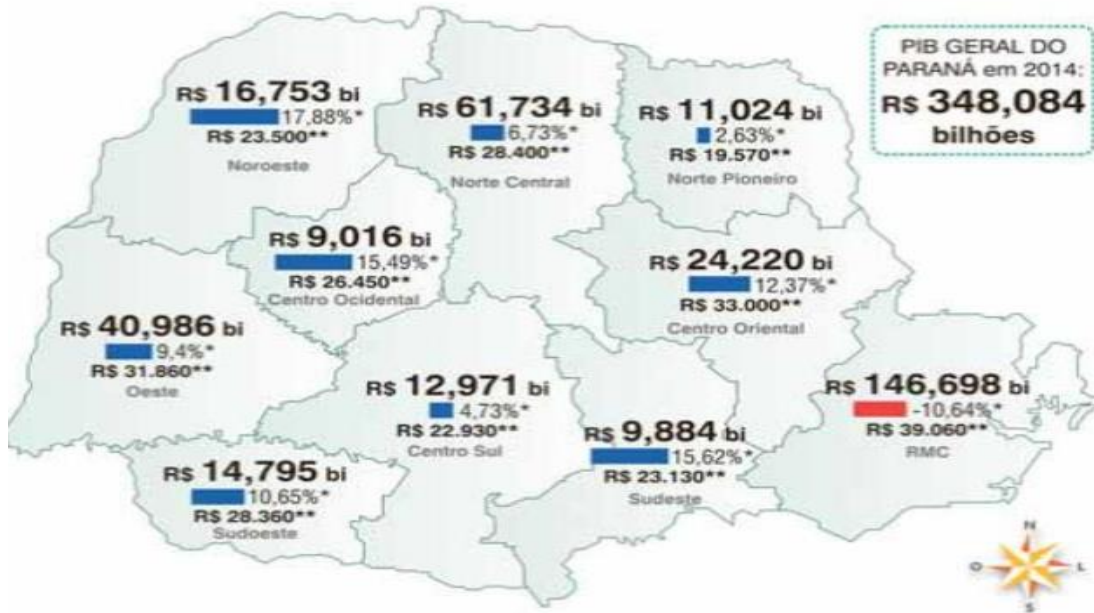 PIB GERAL DO
PARANÁ em 2014:
R$ 348,084
bilhões
R$ 16,753 bi
17,88%*
R$ 23.500**
Noroeste
R$ 61,734 bi
6,73%*
R$ 28.400**
Norte Central
R$ 11,024 bi
2,63%*
R$ 19.570**
Norte Pioneiro
R$ 9,016 bi
15,49%*
R$ 26.450**
Centro Ocidental
R$ 24,220 bi
12,37%*
R$ 33.000**
Centro Oriental
R$ 40,986 bi
9,4%*
R$ 31.860**
Oeste
R$ 12,971 bi
4,73%*
R$ 22.930**
Centro Sul
R$ 146,698 bi
-10,64%*
R$ 39.060**
RMC
R$ 9,884 bi
15,62%*
R$ 23.130**
Sudeste
R$ 14,795 bi
10,65%*
R$ 28.360**
Sudoeste
N
O L
S